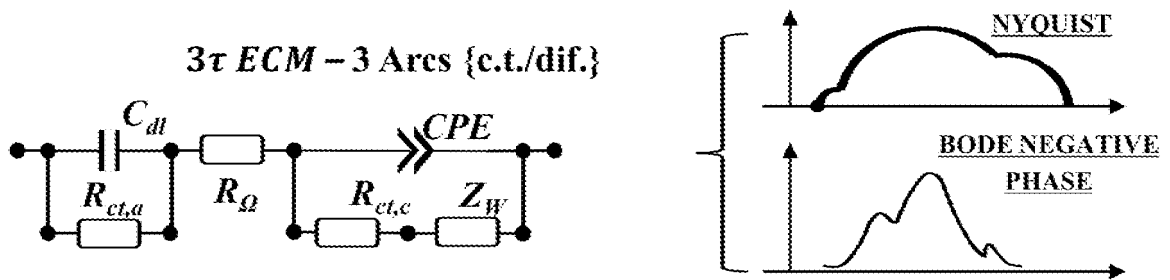 3τ ECM – 3 Arcs {c.t./dif.}
C_dl
CPE
R_ct,a
R_Ω
R_ct,c
Z_W
NYQUIST
BODE NEGATIVE
PHASE